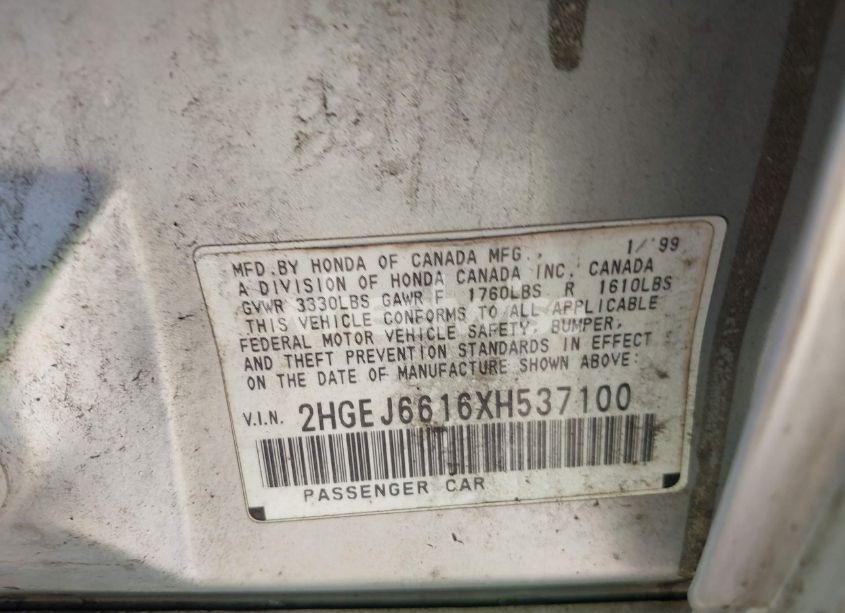 MFD. BY HONDA OF CANADA MFG., 1/'99
A DIVISION OF HONDA CANADA INC. CANADA
GVWR 3330LBS GAWR F 1760LBS R 1610LBS
THIS VEHICLE CONFORMS TO ALL APPLICABLE
FEDERAL MOTOR VEHICLE SAFETY, BUMPER,
AND THEFT PREVENTION STANDARDS IN EFFECT
ON THE DATE OF MANUFACTURE SHOWN ABOVE:
V.I.N. 2HGEJ6616XH537100
PASSENGER CAR